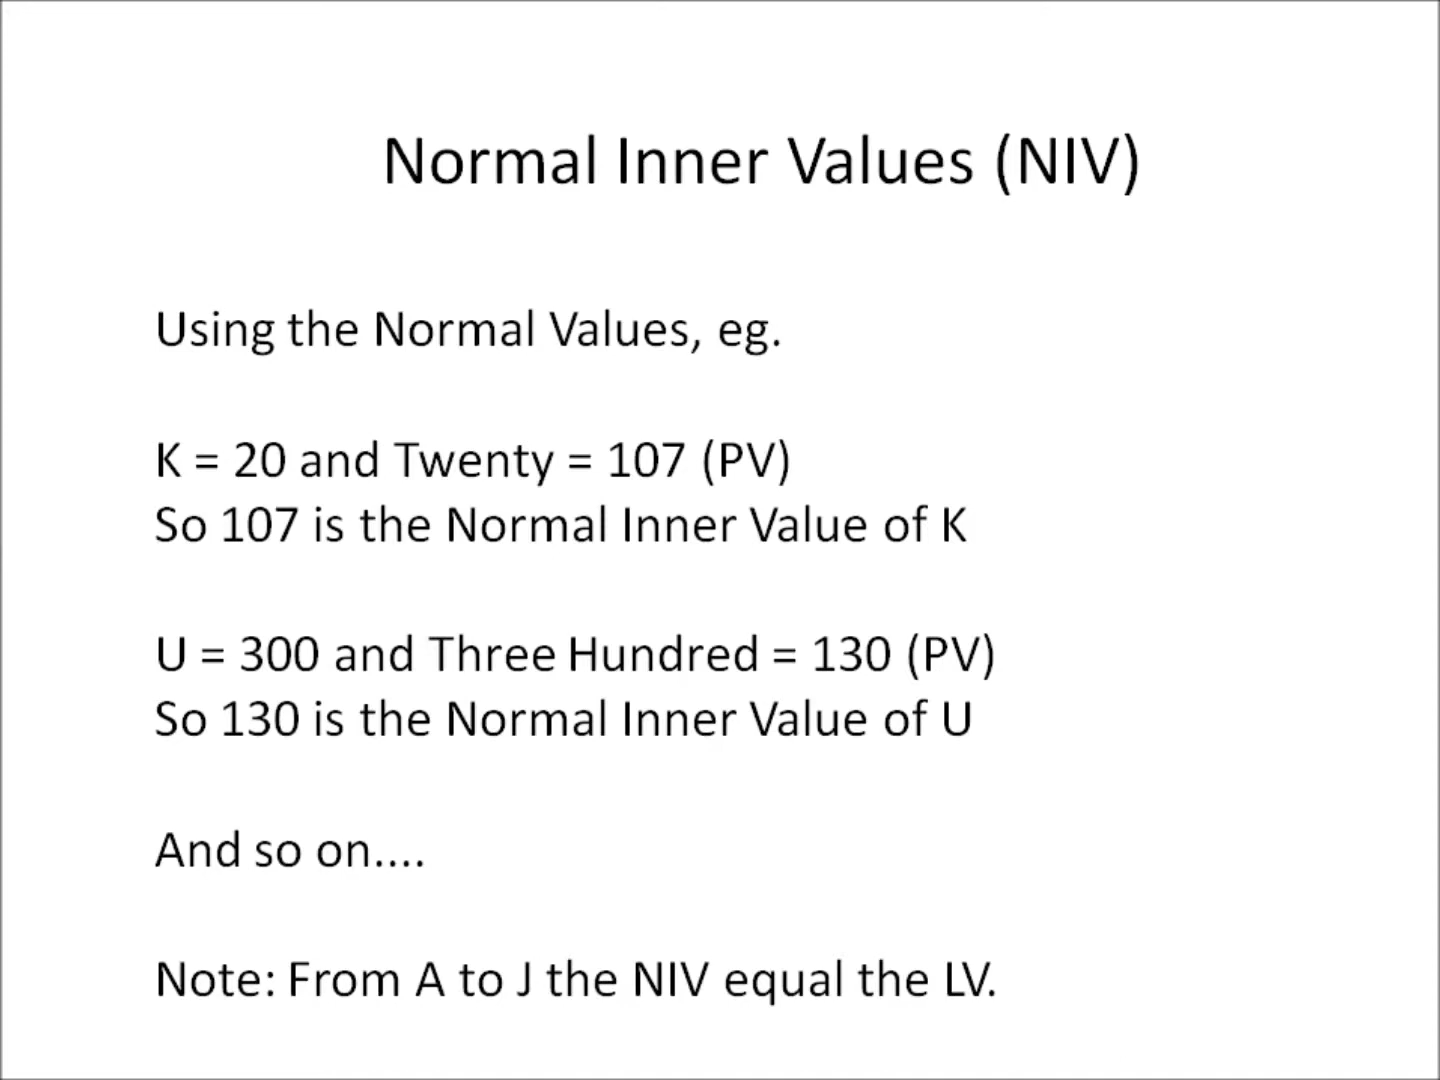 Normal Inner Values (NIV)
Using the Normal Values, eg.
K = 20 and Twenty = 107 (PV)
So 107 is the Normal Inner Value of K
U = 300 and Three Hundred = 130 (PV)
So 130 is the Normal Inner Value of U
And so on....
Note: From A to J the NIV equal the LV.